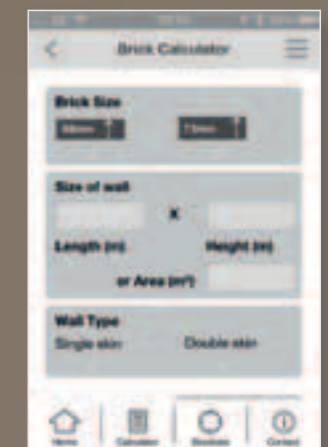 Brick Calculator
Brick Size
73mm
Size of wall
X
Length (m) Height (m)
or Area (m²)
Wall Type
Single skin Double skin
Home Calculator Contact